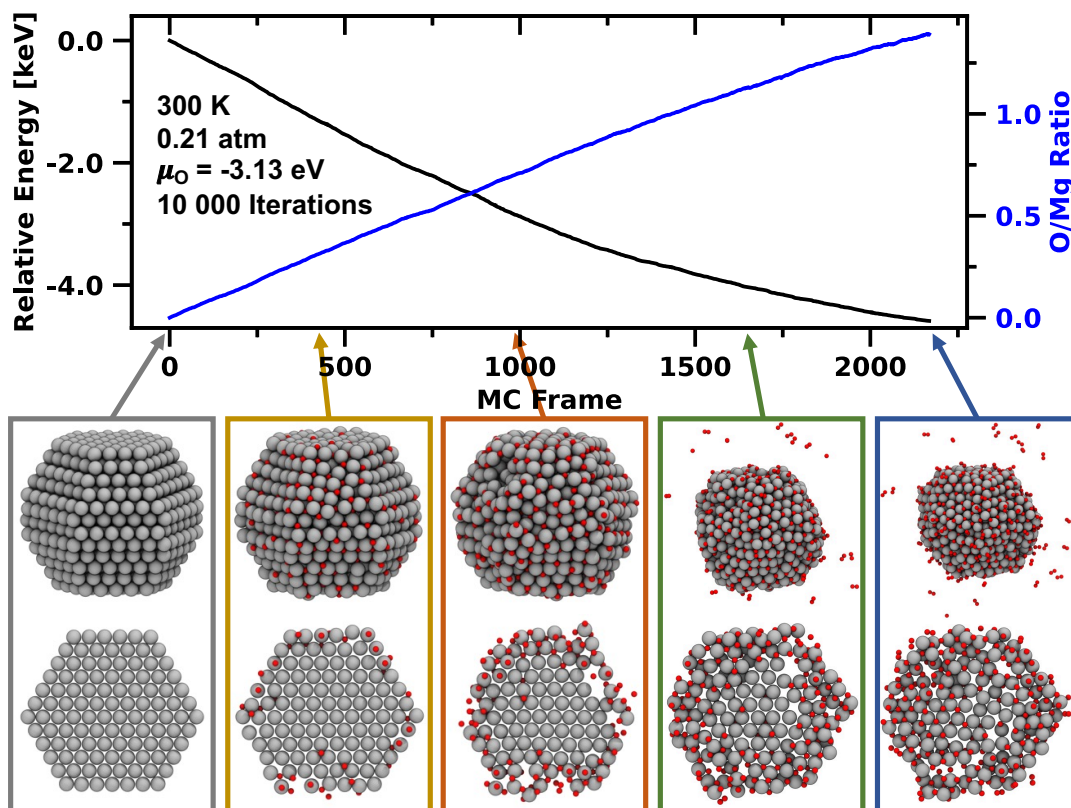 Relative Energy [keV]
0.0
-2.0
-4.0
300 K
0.21 atm
μO = -3.13 eV
10 000 Iterations
1.0
0.5
0.0
O/Mg Ratio
0
500
1000
1500
2000
MC Frame